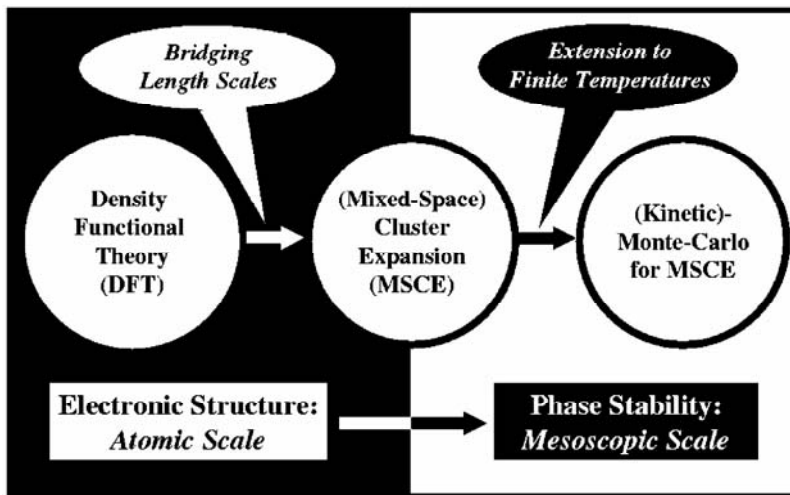 Bridging
Length Scales
Extension to
Finite Temperatures
Density
Functional
Theory
(DFT)
(Mixed-Space)
Cluster
Expansion
(MSCE)
(Kinetic)-
Monte-Carlo
for MSCE
Electronic Structure:
Atomic Scale
Phase Stability:
Mesoscopic Scale